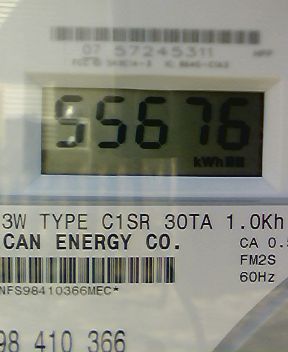 07 57245311
55676
kWh
3W TYPE C1SR 30TA 1.0Kh
CAN ENERGY CO.
CA 0.5
FM2S
60Hz
NFS98410366MEC*
98 410 366